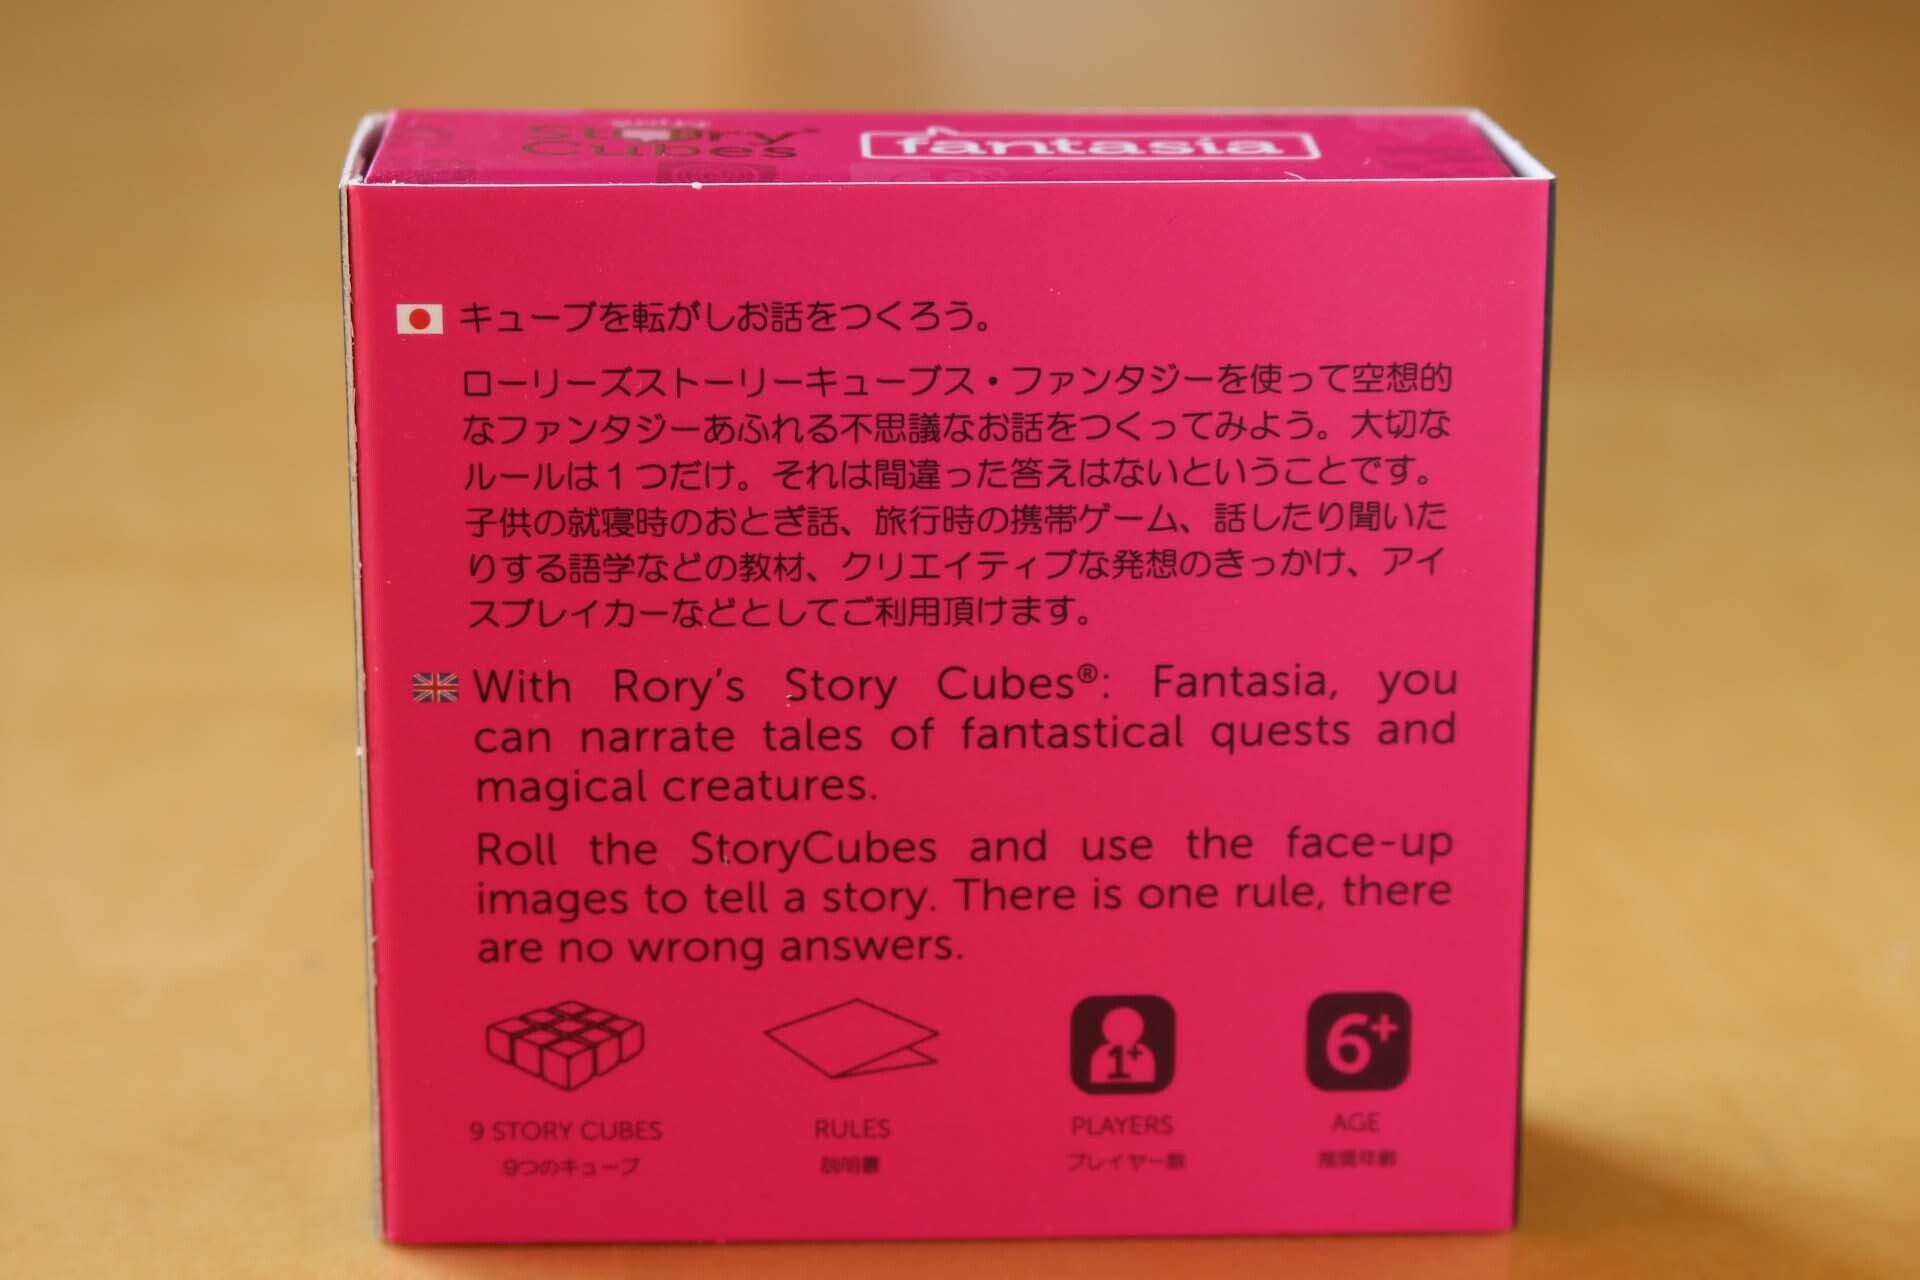 Story
Cubes
fantasia
キューブを転がしお話をつくろう。
ローリーズストーリーキューブス・ファンタジーを使って空想的
なファンタジーあふれる不思議なお話をつくってみよう。大切な
ルールは1つだけ。それは間違った答えはないということです。
子供の就寝時のおとぎ話、旅行時の携帯ゲーム、話したり聞いた
りする語学などの教材、クリエイティブな発想のきっかけ、アイ
スブレイカーなどとしてご利用頂けます。
With Rory's Story Cubes®: Fantasia, you
can narrate tales of fantastical quests and
magical creatures.
Roll the StoryCubes and use the face-up
images to tell a story. There is one rule, there
are no wrong answers.
1+
6+
9 STORY CUBES
RULES
PLAYERS
AGE
9つのキューブ
説明書
プレイヤー数
推奨年齢